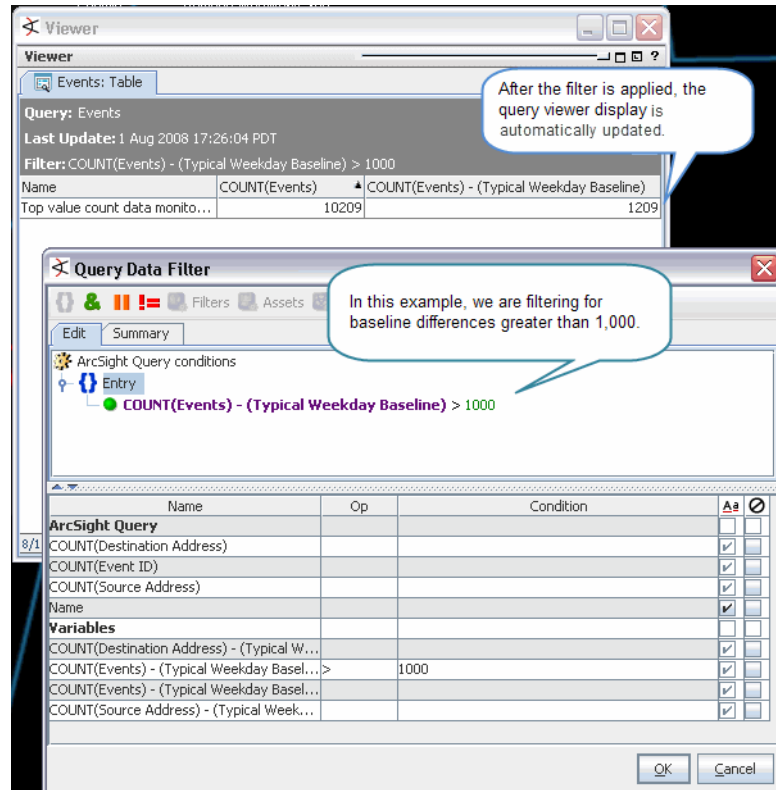 Viewer
Viewer
Events: Table
Query: Events
Last Update: 1 Aug 2008 17:26:04 PDT
Filter: COUNT(Events) - (Typical Weekday Baseline) > 1000
After the filter is applied, the
query viewer display is
automatically updated.
Name COUNT(Events) COUNT(Events) - (Typical Weekday Baseline)
Top value count data monito... 10209 1209
Query Data Filter
& != Filters Assets
In this example, we are filtering for
baseline differences greater than 1,000.
Edit Summary
ArcSight Query conditions
{} Entry
COUNT(Events) - (Typical Weekday Baseline) > 1000
Name Op Condition Aa
ArcSight Query
8/1
COUNT(Destination Address)
COUNT(Event ID)
COUNT(Source Address)
Name
Variables
COUNT(Destination Address) - (Typical W...
COUNT(Events) - (Typical Weekday Basel... > 1000
COUNT(Events) - (Typical Weekday Basel...
COUNT(Source Address) - (Typical Week...
OK Cancel